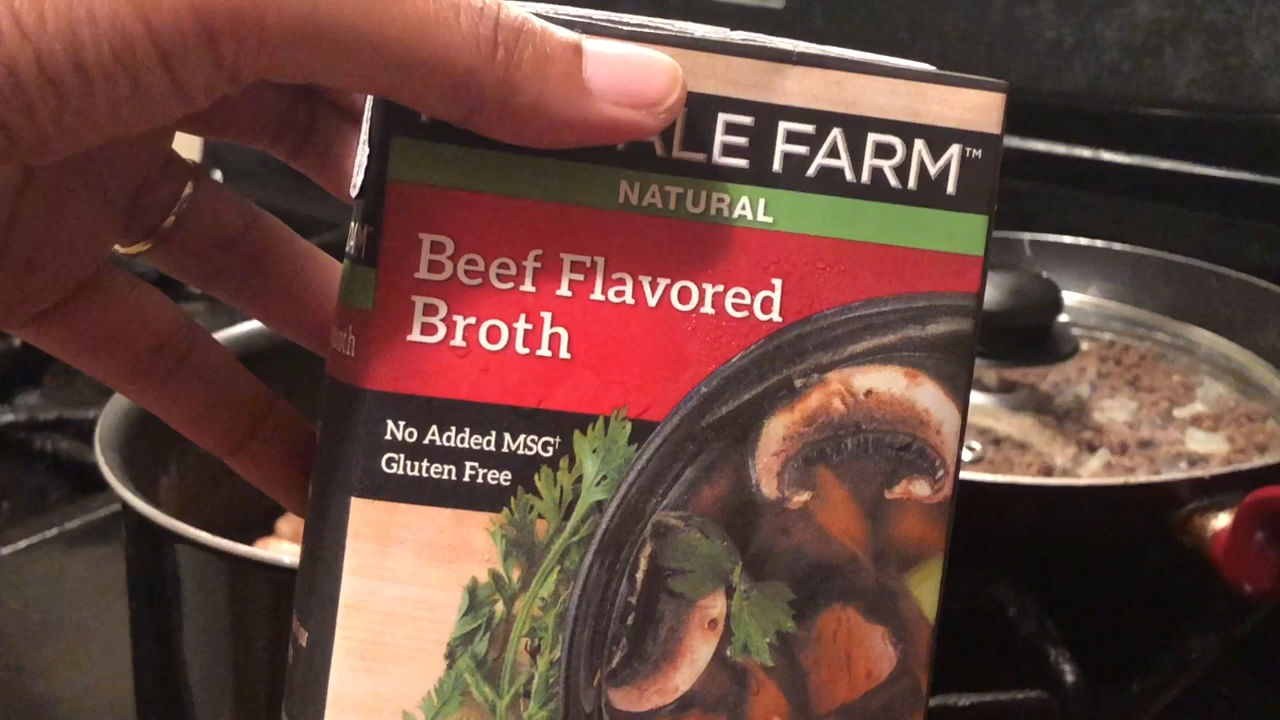 ALE FARM™
NATURAL
Beef Flavored
Broth
No Added MSG†
Gluten Free